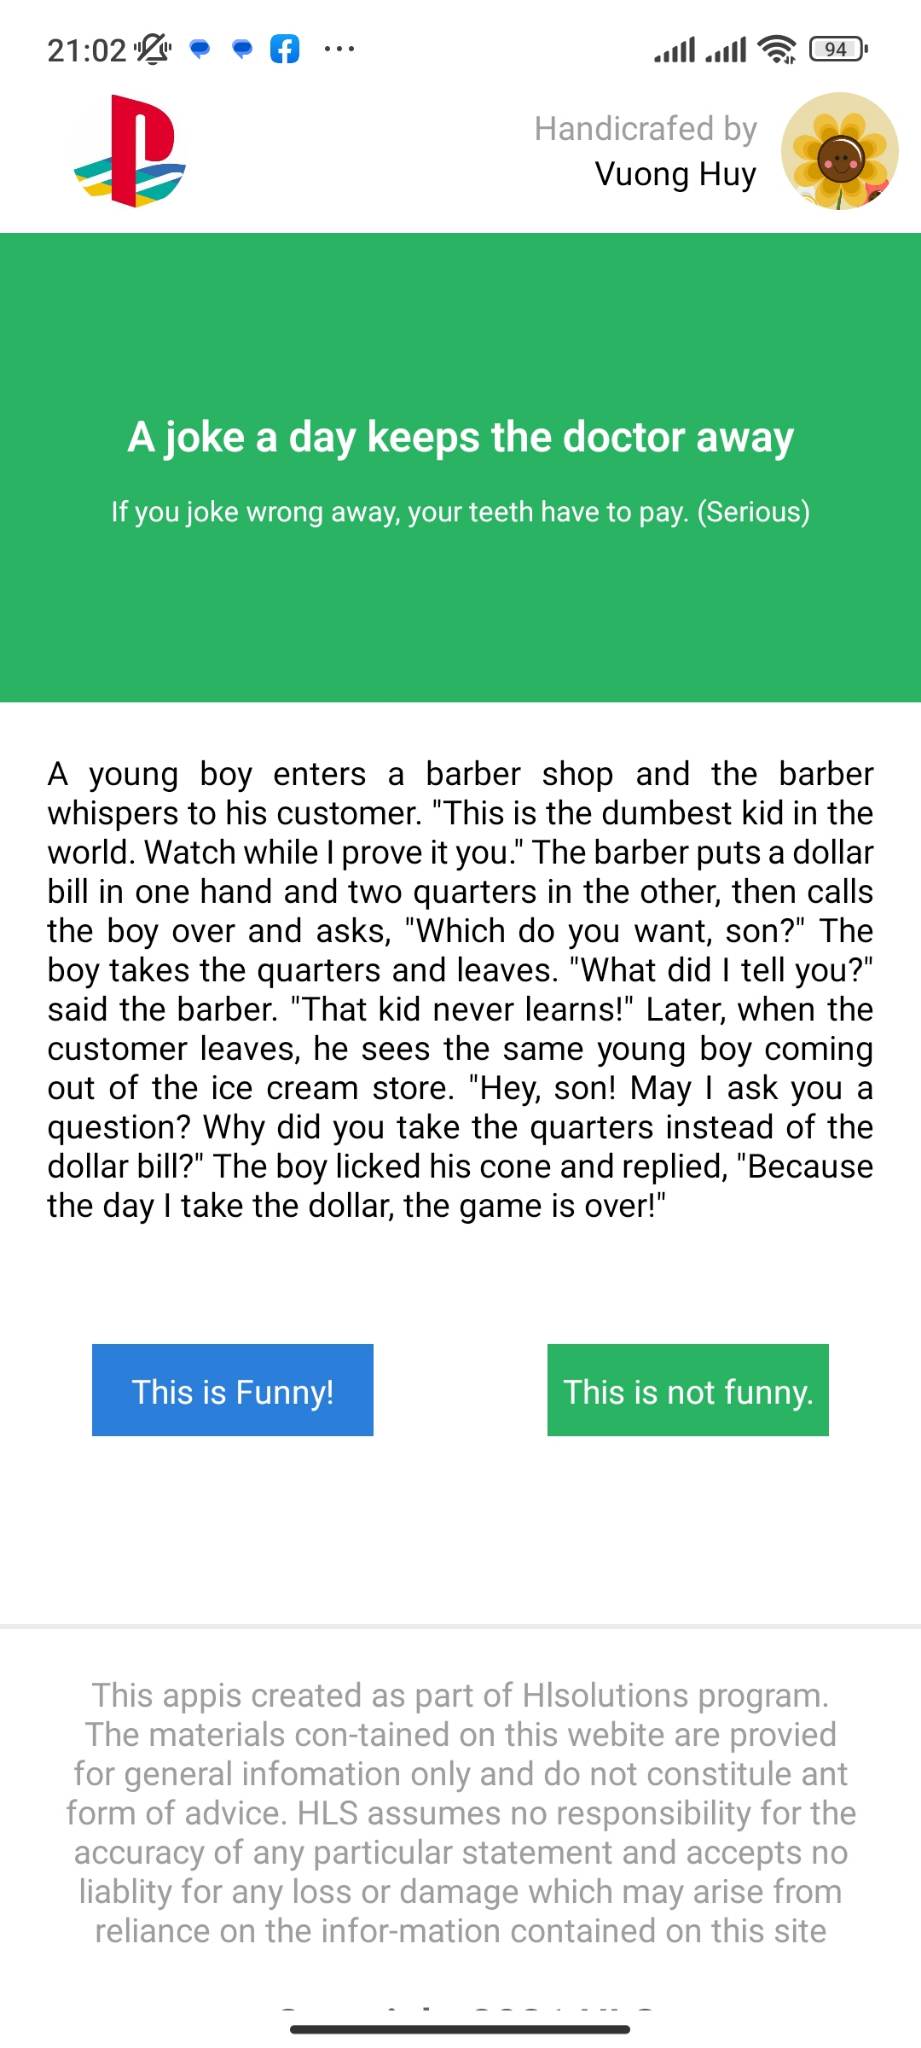 21:02
94
Handicrafed by
Vuong Huy
A joke a day keeps the doctor away
If you joke wrong away, your teeth have to pay. (Serious)
A young boy enters a barber shop and the barber
whispers to his customer. "This is the dumbest kid in the
world. Watch while I prove it you." The barber puts a dollar
bill in one hand and two quarters in the other, then calls
the boy over and asks, "Which do you want, son?" The
boy takes the quarters and leaves. "What did I tell you?"
said the barber. "That kid never learns!" Later, when the
customer leaves, he sees the same young boy coming
out of the ice cream store. "Hey, son! May I ask you a
question? Why did you take the quarters instead of the
dollar bill?" The boy licked his cone and replied, "Because
the day I take the dollar, the game is over!"
This is Funny!
This is not funny.
This appis created as part of Hlsolutions program.
The materials con-tained on this webite are provied
for general infomation only and do not constitule ant
form of advice. HLS assumes no responsibility for the
accuracy of any particular statement and accepts no
liablity for any loss or damage which may arise from
reliance on the infor-mation contained on this site